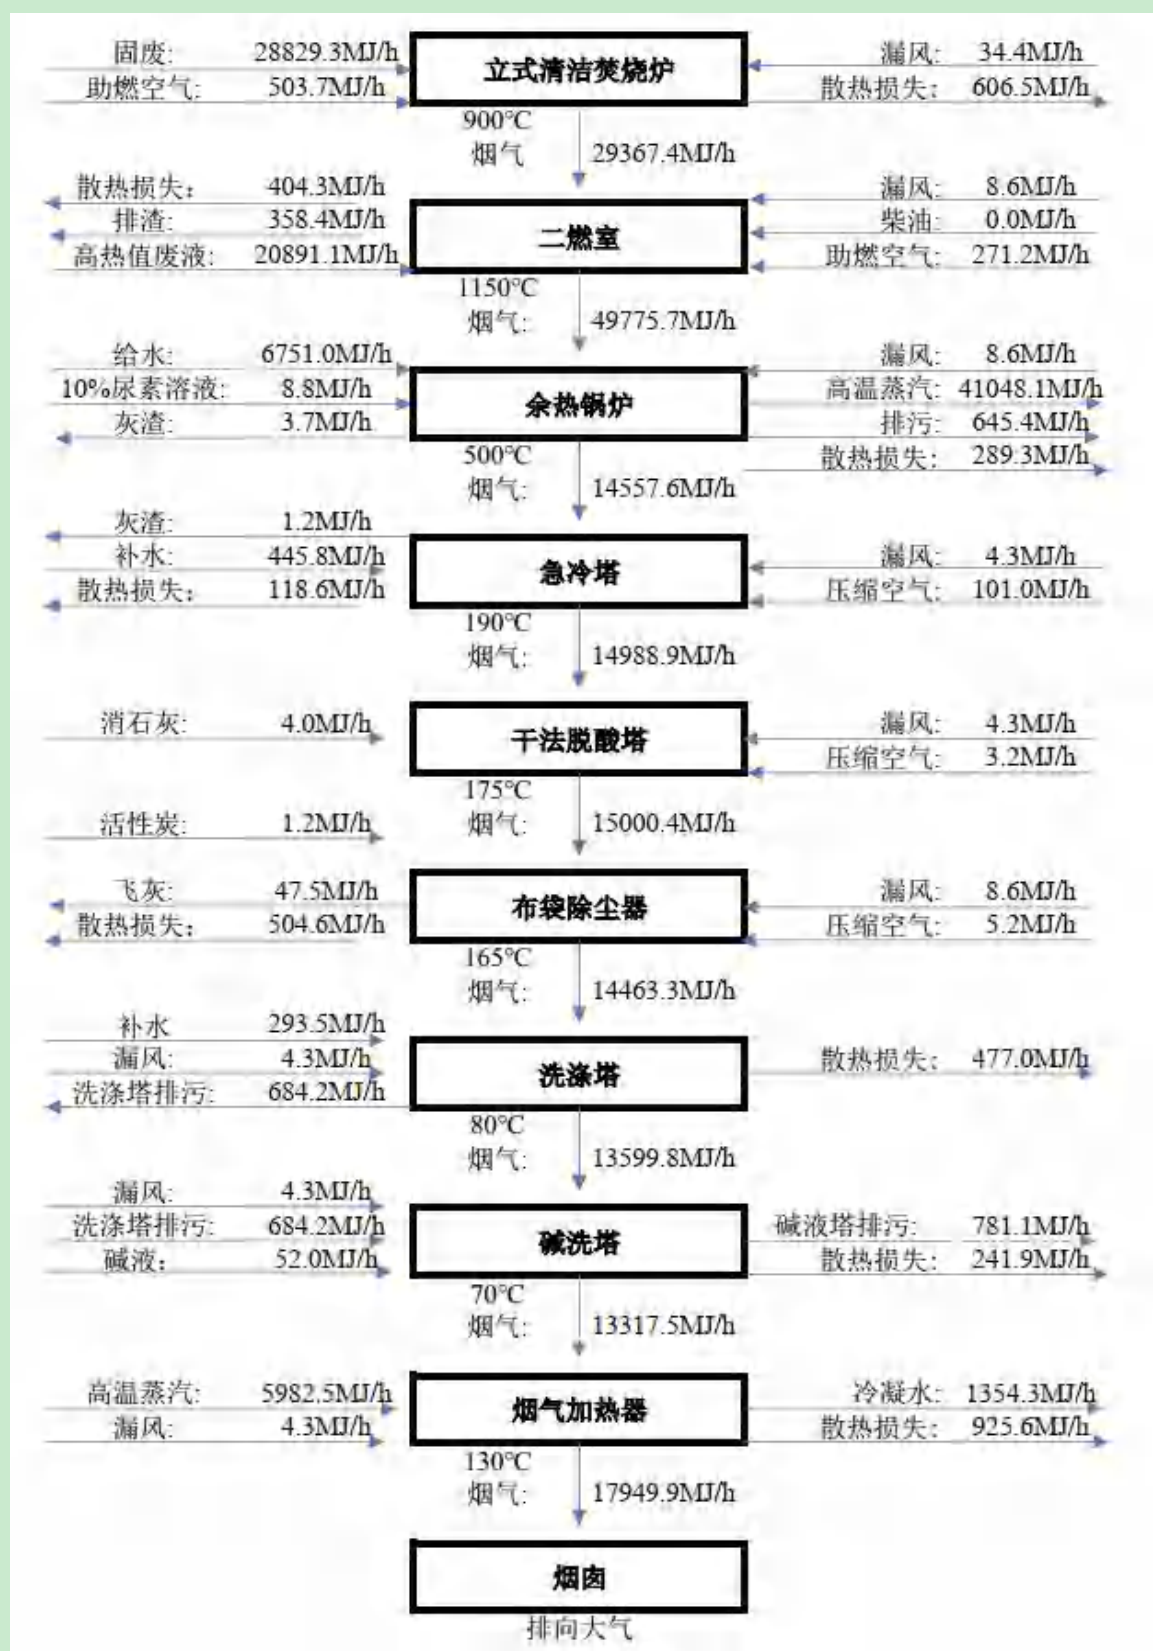 固废: 28829.3MJ/h 立式清洁焚烧炉 漏风: 34.4MJ/h
助燃空气: 503.7MJ/h 散热损失: 606.5MJ/h
900℃
烟气 29367.4MJ/h
散热损失: 404.3MJ/h 漏风: 8.6MJ/h
排渣: 358.4MJ/h 二燃室 柴油: 0.0MJ/h
高热值废液: 20891.1MJ/h 助燃空气: 271.2MJ/h
1150℃
烟气: 49775.7MJ/h
给水: 6751.0MJ/h 漏风: 8.6MJ/h
10%尿素溶液: 8.8MJ/h 余热锅炉 高温蒸汽: 41048.1MJ/h
灰渣: 3.7MJ/h 排污: 645.4MJ/h
500℃ 散热损失: 289.3MJ/h
烟气: 14557.6MJ/h
灰渣: 1.2MJ/h
补水: 445.8MJ/h 急冷塔 漏风: 4.3MJ/h
散热损失: 118.6MJ/h 压缩空气: 101.0MJ/h
190℃
烟气: 14988.9MJ/h
消石灰: 4.0MJ/h 干法脱酸塔 漏风: 4.3MJ/h
压缩空气: 3.2MJ/h
175℃
烟气: 15000.4MJ/h
活性炭: 1.2MJ/h
飞灰: 47.5MJ/h 布袋除尘器 漏风: 8.6MJ/h
散热损失: 504.6MJ/h 压缩空气: 5.2MJ/h
165℃
烟气: 14463.3MJ/h
补水 293.5MJ/h
漏风: 4.3MJ/h 洗涤塔 散热损失: 477.0MJ/h
洗涤塔排污: 684.2MJ/h
80℃
烟气: 13599.8MJ/h
漏风: 4.3MJ/h
洗涤塔排污: 684.2MJ/h 碱洗塔 碱液塔排污: 781.1MJ/h
碱液: 52.0MJ/h 散热损失: 241.9MJ/h
70℃
烟气: 13317.5MJ/h
高温蒸汽: 5982.5MJ/h 烟气加热器 冷凝水: 1354.3MJ/h
漏风: 4.3MJ/h 散热损失: 925.6MJ/h
130℃
烟气: 17949.9MJ/h
烟囱
排向大气